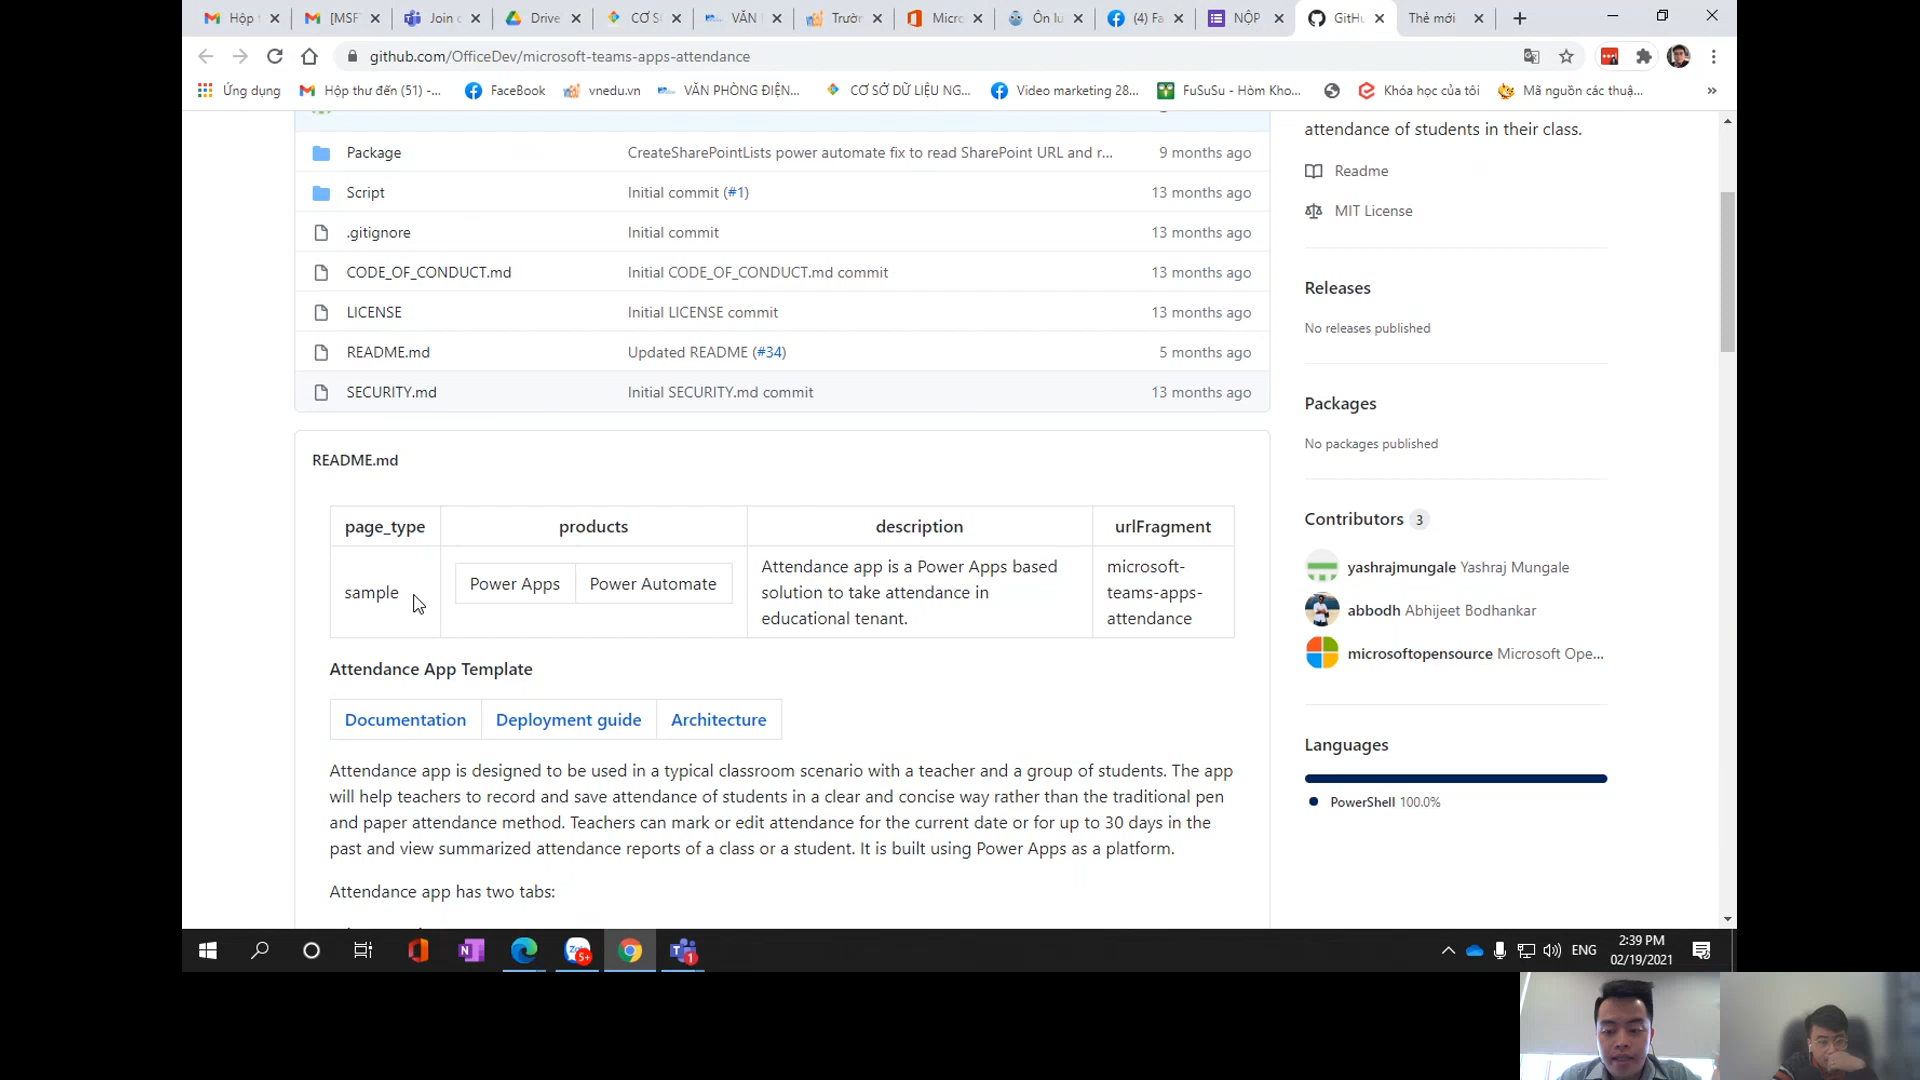 Hộp
[MSF
Join c
Drive
CƠ S
VĂN
Trườ
Micr
Ôn lu
(4) Fa
NỘP
GitHu
Thẻ mới
github.com/OfficeDev/microsoft-teams-apps-attendance
Ứng dụng
Hộp thư đến (51) -...
FaceBook
vnedu.vn
VĂN PHÒNG ĐIỆN...
CƠ SỞ DỮ LIỆU NG...
Video marketing 28...
FuSuSu - Hòm Kho...
Khóa học của tôi
Mã nguồn các thuậ...
»
attendance of students in their class.
Package CreateSharePointLists power automate fix to read SharePoint URL and r... 9 months ago
Readme
Script Initial commit (#1) 13 months ago
MIT License
.gitignore Initial commit 13 months ago
CODE_OF_CONDUCT.md Initial CODE_OF_CONDUCT.md commit 13 months ago
Releases
LICENSE Initial LICENSE commit 13 months ago
No releases published
README.md Updated README (#34) 5 months ago
SECURITY.md Initial SECURITY.md commit 13 months ago
Packages
No packages published
README.md
page_type products description urlFragment
sample
Power Apps Power Automate
Attendance app is a Power Apps based
solution to take attendance in
educational tenant.
microsoft-
teams-apps-
attendance
Contributors 3
yashrajmungale Yashraj Mungale
abbodh Abhijeet Bodhankar
microsoftopensource Microsoft Ope...
Attendance App Template
Documentation Deployment guide Architecture
Languages
PowerShell 100.0%
Attendance app is designed to be used in a typical classroom scenario with a teacher and a group of students. The app
will help teachers to record and save attendance of students in a clear and concise way rather than the traditional pen
and paper attendance method. Teachers can mark or edit attendance for the current date or for up to 30 days in the
past and view summarized attendance reports of a class or a student. It is built using Power Apps as a platform.
Attendance app has two tabs:
Zalo
5+
1
ENG
2:39 PM
02/19/2021